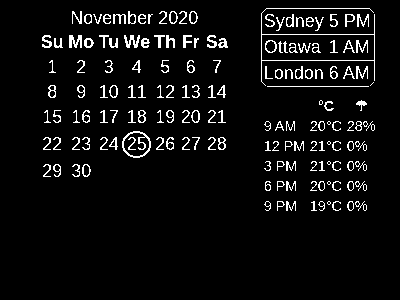 November 2020
Su Mo Tu We Th Fr Sa
1 2 3 4 5 6 7
8 9 10 11 12 13 14
15 16 17 18 19 20 21
22 23 24 25 26 27 28
29 30
Sydney 5 PM
Ottawa 1 AM
London 6 AM
°C ☂
9 AM 20°C 28%
12 PM 21°C 0%
3 PM 21°C 0%
6 PM 20°C 0%
9 PM 19°C 0%